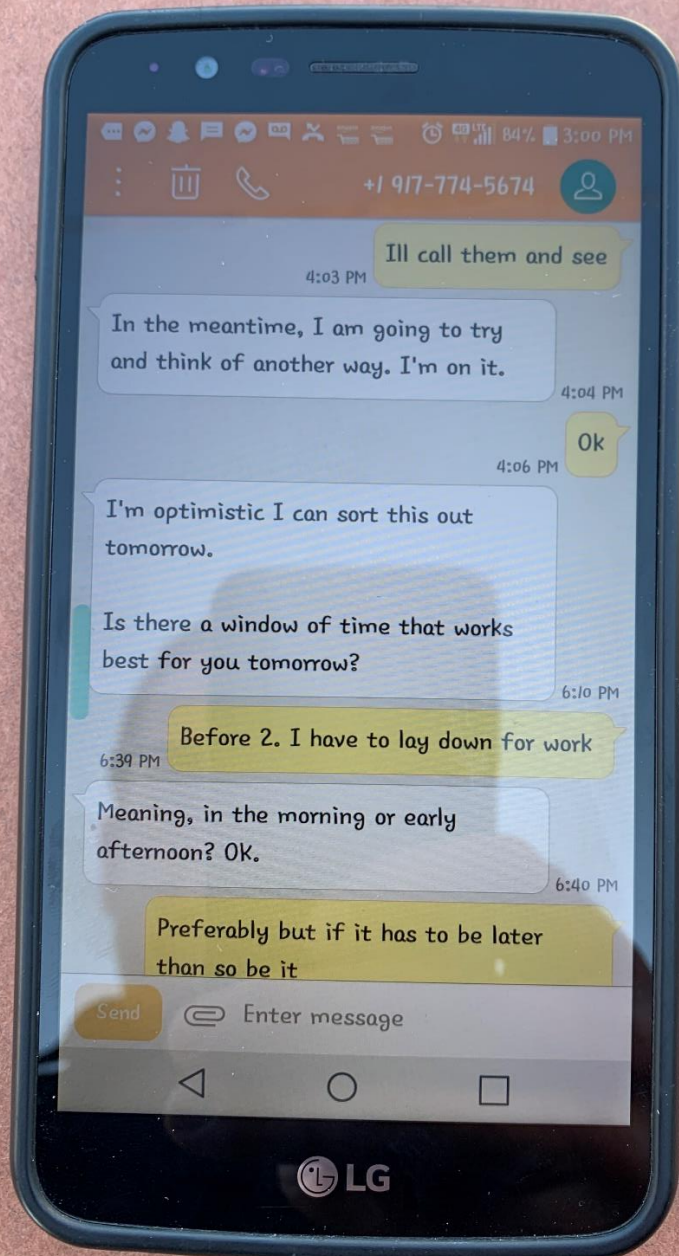 84% 3:00 PM
+1 917-774-5674
Ill call them and see
4:03 PM
In the meantime, I am going to try
and think of another way. I'm on it.
4:04 PM
Ok
4:06 PM
I'm optimistic I can sort this out
tomorrow.
Is there a window of time that works
best for you tomorrow?
6:10 PM
Before 2. I have to lay down for work
6:39 PM
Meaning, in the morning or early
afternoon? OK.
6:40 PM
Preferably but if it has to be later
than so be it
Send
Enter message
LG